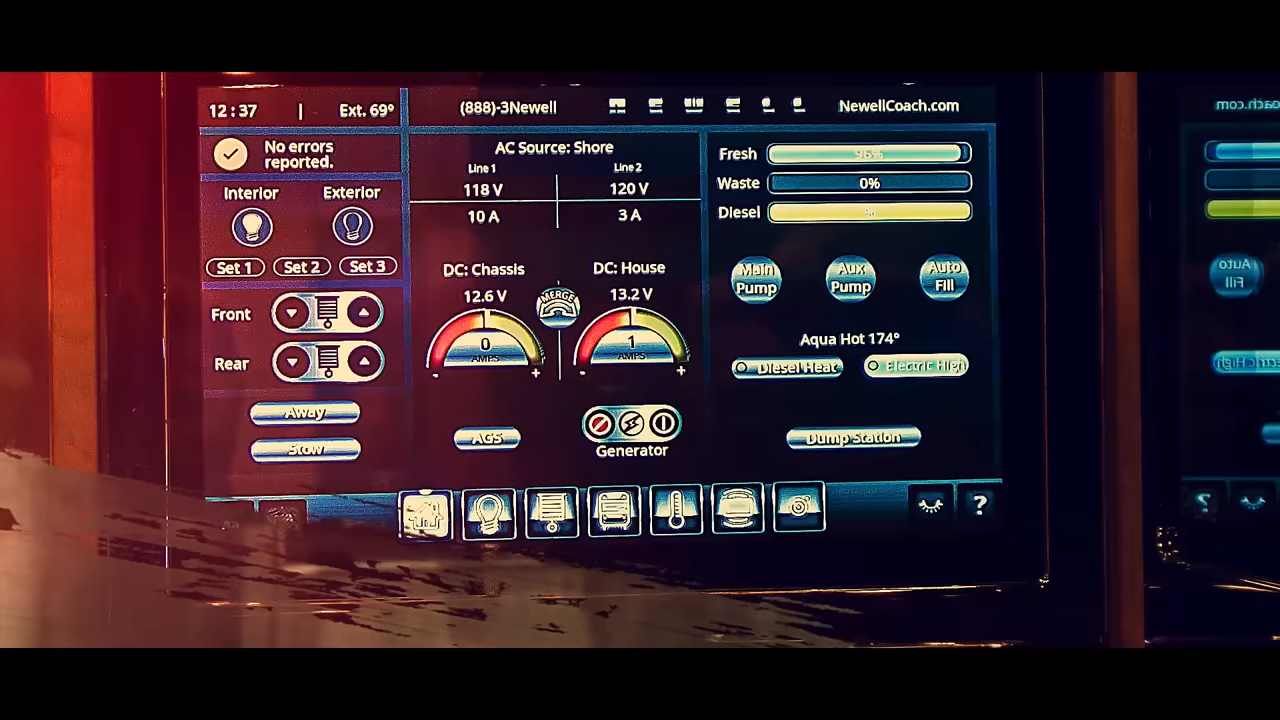 12:37 | Ext. 69° (888)-3Newell NewellCoach.com
No errors
reported.
Interior Exterior
Set 1 Set 2 Set 3
Front
Rear
Away
Stow
AC Source: Shore
Line 1 Line 2
118 V 120 V
10 A 3 A
DC: Chassis DC: House
12.6 V 13.2 V
MERGE
0 1
AMPS AMPS
- + - +
AGS
Generator
Fresh 96%
Waste 0%
Diesel %
Main
Pump
Aux
Pump
Auto
Fill
Aqua Hot 174°
Diesel Heat Electric High
Dump Station
?